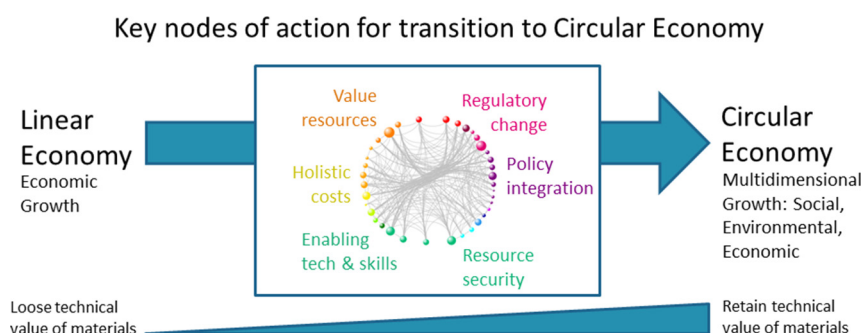 Key nodes of action for transition to Circular Economy
Linear
Economy
Economic
Growth
Value
resources
Holistic
costs
Enabling
tech & skills
Regulatory
change
Policy
integration
Resource
security
Circular
Economy
Multidimensional
Growth: Social,
Environmental,
Economic
Loose technical
value of materials
Retain technical
value of materials